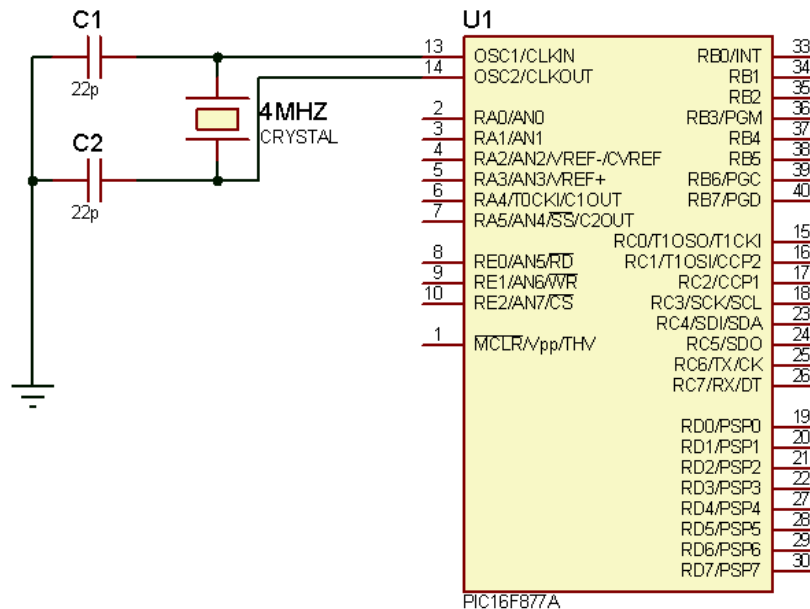 C1
22p
4MHZ
CRYSTAL
C2
22p
U1
13 OSC1/CLKIN
14 OSC2/CLKOUT
2 RA0/AN0
3 RA1/AN1
4 RA2/AN2/VREF-/CVREF
5 RA3/AN3/VREF+
6 RA4/T0CKI/C1OUT
7 RA5/AN4/SS/C2OUT
8 RE0/AN5/RD
9 RE1/AN6/WR
10 RE2/AN7/CS
1 MCLR/Vpp/THV
RB0/INT 33
RB1 34
RB2 35
RB3/PGM 36
RB4 37
RB5 38
RB6/PGC 39
RB7/PGD 40
RC0/T1OSO/T1CKI 15
RC1/T1OSI/CCP2 16
RC2/CCP1 17
RC3/SCK/SCL 18
RC4/SDI/SDA 23
RC5/SDO 24
RC6/TX/CK 25
RC7/RX/DT 26
RD0/PSP0 19
RD1/PSP1 20
RD2/PSP2 21
RD3/PSP3 22
RD4/PSP4 27
RD5/PSP5 28
RD6/PSP6 29
RD7/PSP7 30
PIC16F877A